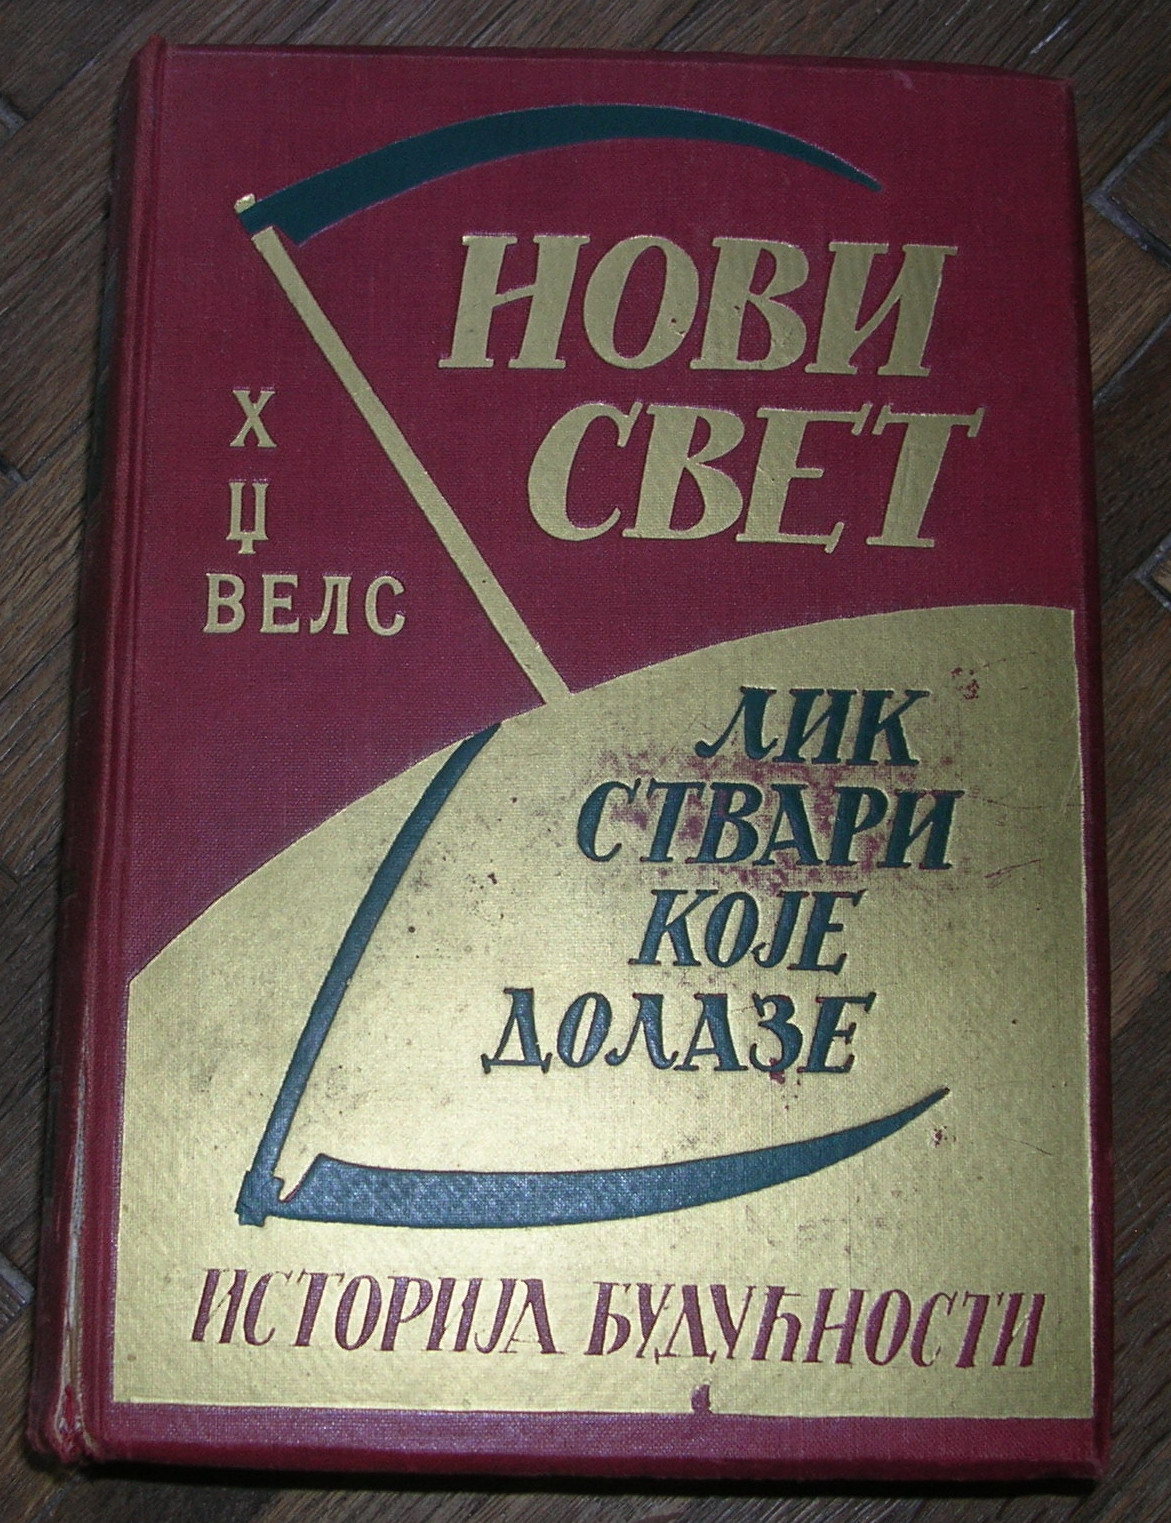 НОВИ
СВЕТ
Х
Џ
ВЕЛС
ЛИК
СТВАРИ
КОЈЕ
ДОЛАЗЕ
ИСТОРИЈА БУДУЋНОСТИ